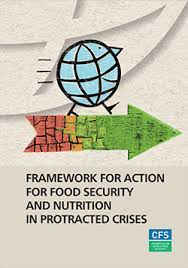 FRAMEWORK FOR ACTION
FOR FOOD SECURITY
AND NUTRITION
IN PROTRACTED CRISES
CFS